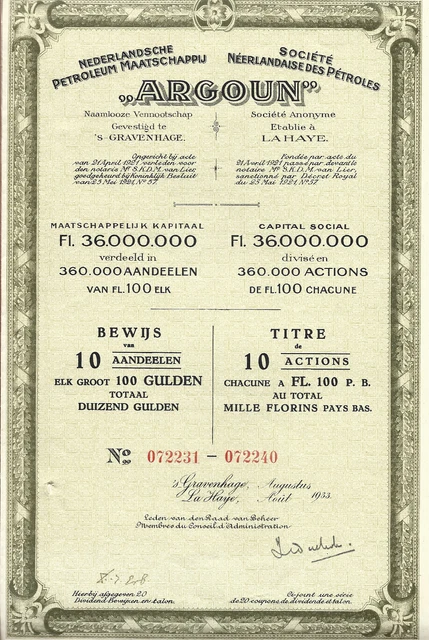 NEDERLANDSCHE
PETROLEUM MAATSCHAPPIJ
SOCIÉTÉ
NÉERLANDAISE DES PÉTROLES
„ARGOUN"
Naamlooze Vennootschap
Gevestigd te
'S-GRAVENHAGE.
Société Anonyme
Etablie à
LA HAYE.
Opgericht bij acte
van 21 April 1921 verleden voor
den notaris Mr S.K.D.M. van Lier,
goedgekeurd bij Koninklijk Besluit
van 23 Mei 1921 No 57
Fondée par acte du
21 Avril 1921 passé par devant le
notaire Mr S.K.D.M. van Lier,
sanctionné par Décret Royal
du 23 Mei 1921 No 57
MAATSCHAPPELIJK KAPITAAL
Fl. 36.000.000
verdeeld in
360.000 AANDEELEN
VAN FL. 100 ELK
CAPITAL SOCIAL
Fl. 36.000.000
divisé en
360.000 ACTIONS
DE FL. 100 CHACUNE
BEWIJS
van
10 AANDEELEN
ELK GROOT 100 GULDEN
TOTAAL
DUIZEND GULDEN
TITRE
de
10 ACTIONS
CHACUNE A FL. 100 P. B.
AU TOTAL
MILLE FLORINS PAYS BAS.
No 072231 – 072240
's Gravenhage, Augustus
La Haye, Août 1933.
Leden van den Raad van Beheer
Membres du Conseil d'Administration
Hierbij afgegeven 20
Dividend-Bewijzen en talon.
Ci-joint une série
de 20 coupons de dividende et talon.